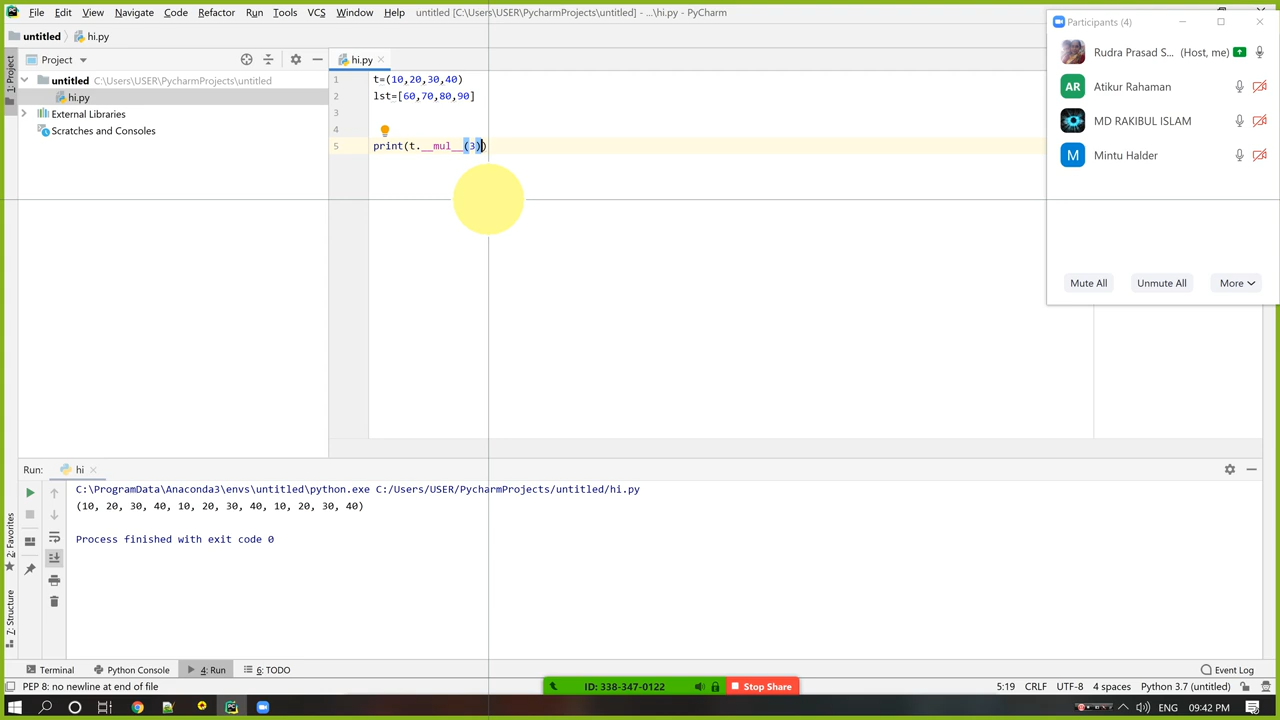 File Edit View Navigate Code Refactor Run Tools VCS Window Help untitled [C:\Users\USER\PycharmProjects\untitled] - ...\hi.py - PyCharm
untitled hi.py
Project hi.py
untitled C:\Users\USER\PycharmProjects\untitled
hi.py
External Libraries
Scratches and Consoles
1: Project
1 t=(10,20,30,40)
2 lst=[60,70,80,90]
3
4
5 print(t.__mul__(3))
Participants (4)
Rudra Prasad S... (Host, me)
AR Atikur Rahaman
MD RAKIBUL ISLAM
M Mintu Halder
Mute All Unmute All More
Run: hi
C:\ProgramData\Anaconda3\envs\untitled\python.exe C:/Users/USER/PycharmProjects/untitled/hi.py
(10, 20, 30, 40, 10, 20, 30, 40, 10, 20, 30, 40)
Process finished with exit code 0
2: Favorites
7: Structure
Terminal Python Console 4: Run 6: TODO Event Log
PEP 8: no newline at end of file ID: 338-347-0122 Stop Share 5:19 CRLF UTF-8 4 spaces Python 3.7 (untitled)
09:42 PM